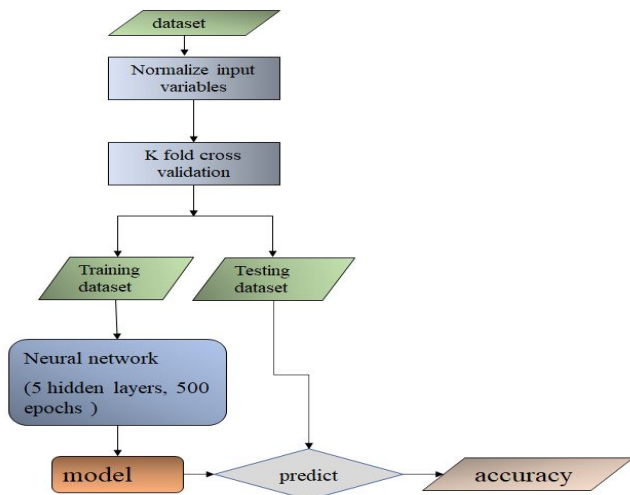 dataset
Normalize input
variables
K fold cross
validation
Training
dataset
Testing
dataset
Neural network
(5 hidden layers, 500
epochs )
model
predict
accuracy